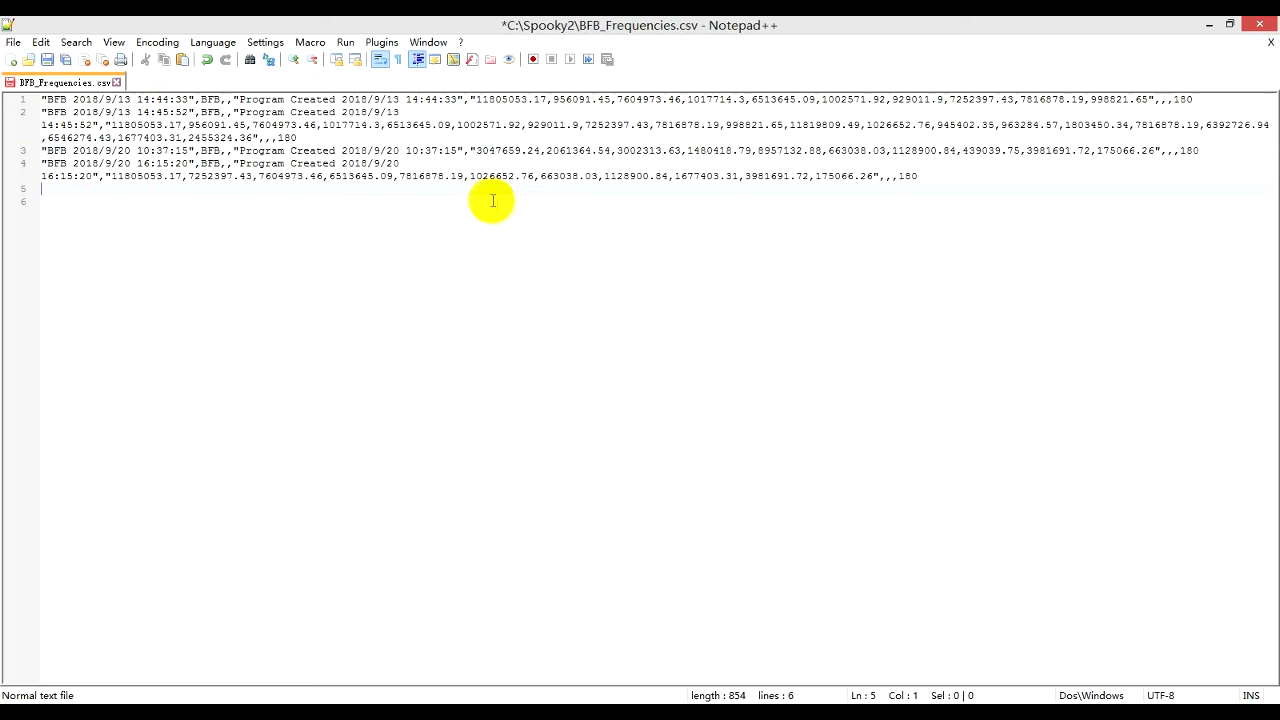 *C:\Spooky2\BFB_Frequencies.csv - Notepad++
File Edit Search View Encoding Language Settings Macro Run Plugins Window ? X
BFB_Frequencies.csv
1 "BFB 2018/9/13 14:44:33",BFB,,"Program Created 2018/9/13 14:44:33","11805053.17,956091.45,7604973.46,1017714.3,6513645.09,1002571.92,929011.9,7252397.43,7816878.19,998821.65",,,180
2 "BFB 2018/9/13 14:45:52",BFB,,"Program Created 2018/9/13
14:45:52","11805053.17,956091.45,7604973.46,1017714.3,6513645.09,1002571.92,929011.9,7252397.43,7816878.19,998821.65,11819809.49,1026652.76,945402.35,963284.57,1803450.34,7816878.19,6392726.94
,6546274.43,1677403.31,2455324.36",,,180
3 "BFB 2018/9/20 10:37:15",BFB,,"Program Created 2018/9/20 10:37:15","3047659.24,2061364.54,3002313.63,1480418.79,8957132.88,663038.03,1128900.84,439039.75,3981691.72,175066.26",,,180
4 "BFB 2018/9/20 16:15:20",BFB,,"Program Created 2018/9/20
16:15:20","11805053.17,7252397.43,7604973.46,6513645.09,7816878.19,1026652.76,663038.03,1128900.84,1677403.31,3981691.72,175066.26",,,180
5
6
Normal text file length : 854 lines : 6 Ln : 5 Col : 1 Sel : 0 | 0 Dos\Windows UTF-8 INS